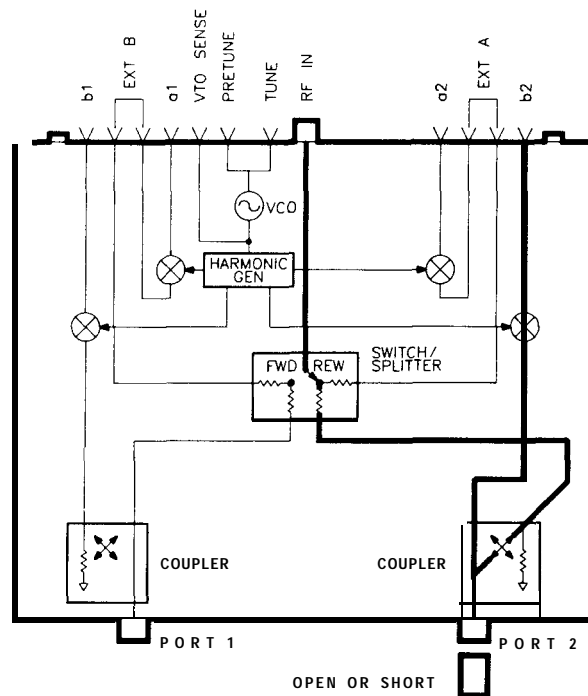 b1
EXT B
a1
VTO SENSE
PRETUNE
TUNE
RF IN
a2
EXT A
b2
VCO
HARMONIC
GEN
FWD REW
SWITCH/
SPLITTER
COUPLER
COUPLER
PORT 1
PORT 2
OPEN OR SHORT